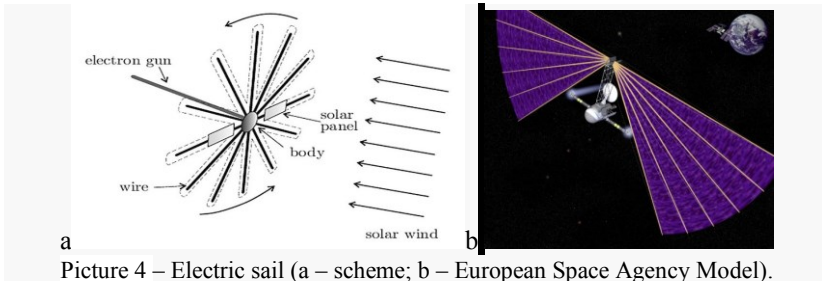 electron gun
solar
panel
body
wire
solar wind
a
b
Picture 4 – Electric sail (a – scheme; b – European Space Agency Model).